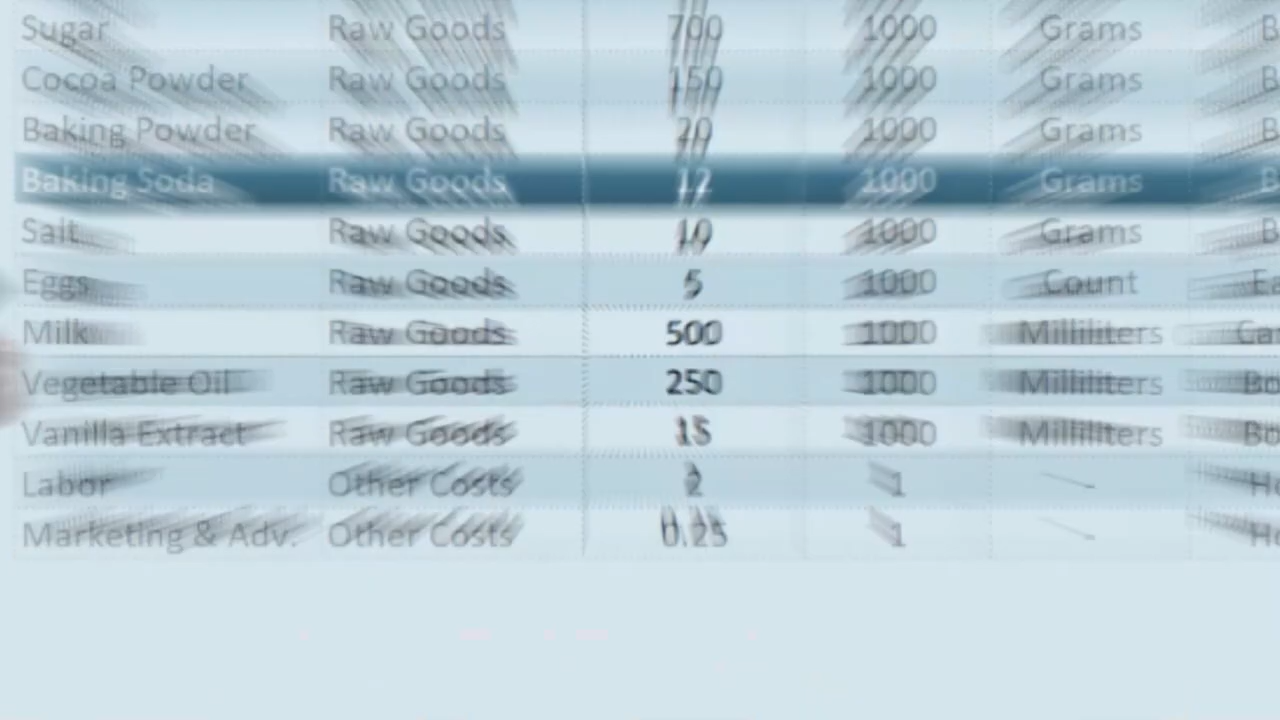 Sugar Raw Goods 700 1000 Grams
Cocoa Powder Raw Goods 150 1000 Grams
Baking Powder Raw Goods 20 1000 Grams
Baking Soda Raw Goods 12 1000 Grams
Salt Raw Goods 10 1000 Grams
Eggs Raw Goods 5 1000 Count
Milk Raw Goods 500 1000 Milliliters
Vegetable Oil Raw Goods 250 1000 Milliliters
Vanilla Extract Raw Goods 15 1000 Milliliters
Labor Other Costs 2 1 -
Marketing & Adv. Other Costs 0.25 1 -